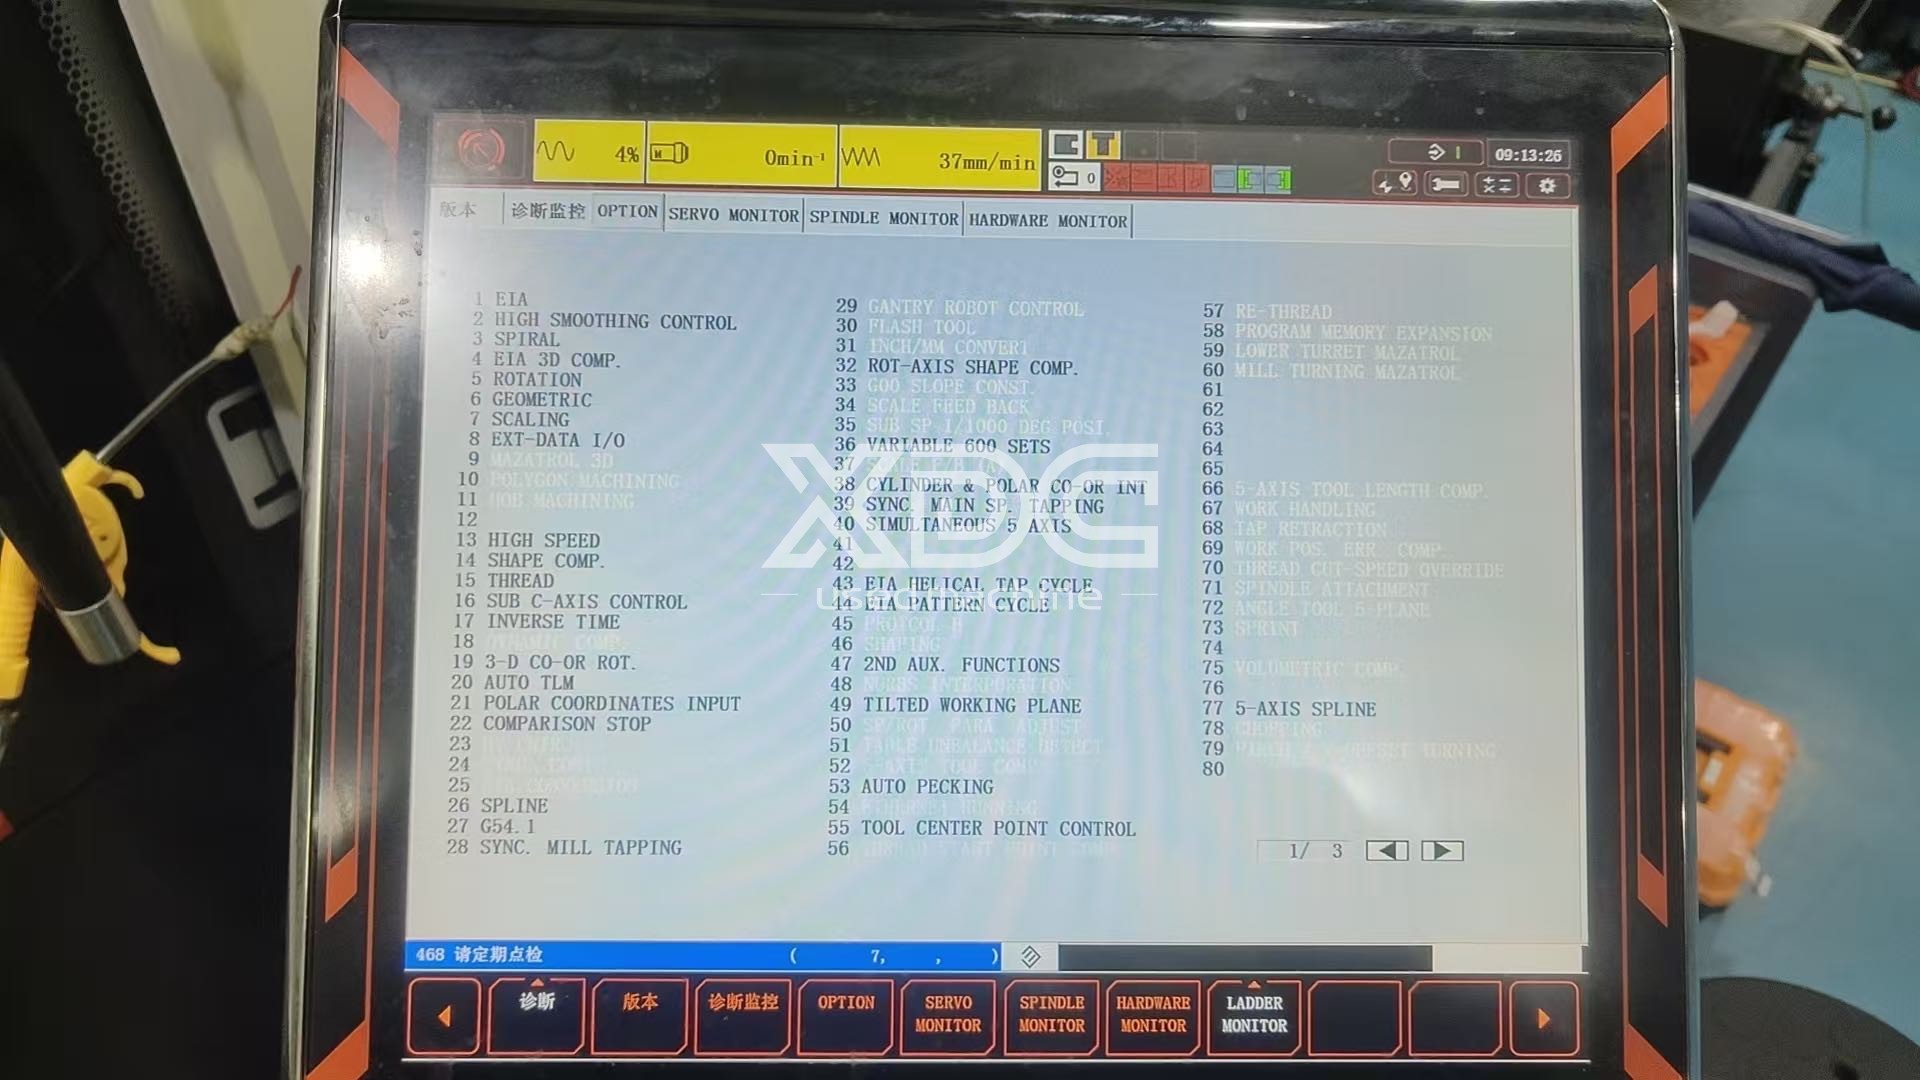 4%
0min⁻¹
37mm/min
0
09:13:26
版本 诊断监控 OPTION SERVO MONITOR SPINDLE MONITOR HARDWARE MONITOR
1 EIA
2 HIGH SMOOTHING CONTROL
3 SPIRAL
4 EIA 3D COMP.
5 ROTATION
6 GEOMETRIC
7 SCALING
8 EXT-DATA I/O
9 MAZATROL 3D
10 POLYGON MACHINING
11 HOB MACHINING
12
13 HIGH SPEED
14 SHAPE COMP.
15 THREAD
16 SUB C-AXIS CONTROL
17 INVERSE TIME
18 DYNAMIC COMP.
19 3-D CO-OR ROT.
20 AUTO TLM
21 POLAR COORDINATES INPUT
22 COMPARISON STOP
23
24
25
26 SPLINE
27 G54.1
28 SYNC. MILL TAPPING
29 GANTRY ROBOT CONTROL
30 FLASH TOOL
31 INCH/MM CONVERT
32 ROT-AXIS SHAPE COMP.
33 G00 SLOPE CONST.
34 SCALE FEED BACK
35 SUB SP 1/1000 DEG POSI.
36 VARIABLE 600 SETS
37
38 CYLINDER & POLAR CO-OR INT
39 SYNC. MAIN SP. TAPPING
40 SIMULTANEOUS 5 AXIS
41
42
43 EIA HELICAL TAP CYCLE
44 EIA PATTERN CYCLE
45
46 SHAPING
47 2ND AUX. FUNCTIONS
48 NURBS INTERPORATION
49 TILTED WORKING PLANE
50 SP/ROT PARA ADJUST
51 TABLE UNBALANCE DETECT
52 5-AXIS TOOL COMP.
53 AUTO PECKING
54 ETHERNET RUNNING
55 TOOL CENTER POINT CONTROL
56
57 RE-THREAD
58 PROGRAM MEMORY EXPANSION
59 LOWER TURRET MAZATROL
60 MILL TURNING MAZATROL
61
62
63
64
65
66 5-AXIS TOOL LENGTH COMP.
67 WORK HANDLING
68 TAP RETRACTION
69 WORK POS. ERR. COMP.
70 THREAD CUT-SPEED OVERRIDE
71 SPINDLE ATTACHMENT
72 ANGLE TOOL 5-PLANE
73 SPRINT
74
75 VOLUMETRIC COMP.
76
77 5-AXIS SPLINE
78 CHOPPING
79
80
1/ 3
XDC
used machine
468 请定期点检 ( 7, , )
诊断
版本
诊断监控
OPTION
SERVO
MONITOR
SPINDLE
MONITOR
HARDWARE
MONITOR
LADDER
MONITOR